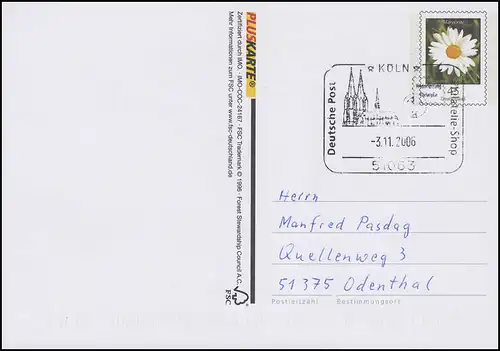 PLUSKARTE®
Zertifiziert durch IMO, · IMO-COC-24187 · FSC Trademark © 1996 · Forest Stewardship Council A.C.
Mehr Informationen zum FSC unter www.fsc-deutschland.de
FSC
KÖLN
Deutsche Post
Philatelie-Shop
-3.11.2006
51063
Herrn
Manfred Pasdag
Quellenweg 3
51375 Odenthal
Postleitzahl Bestimmungsort